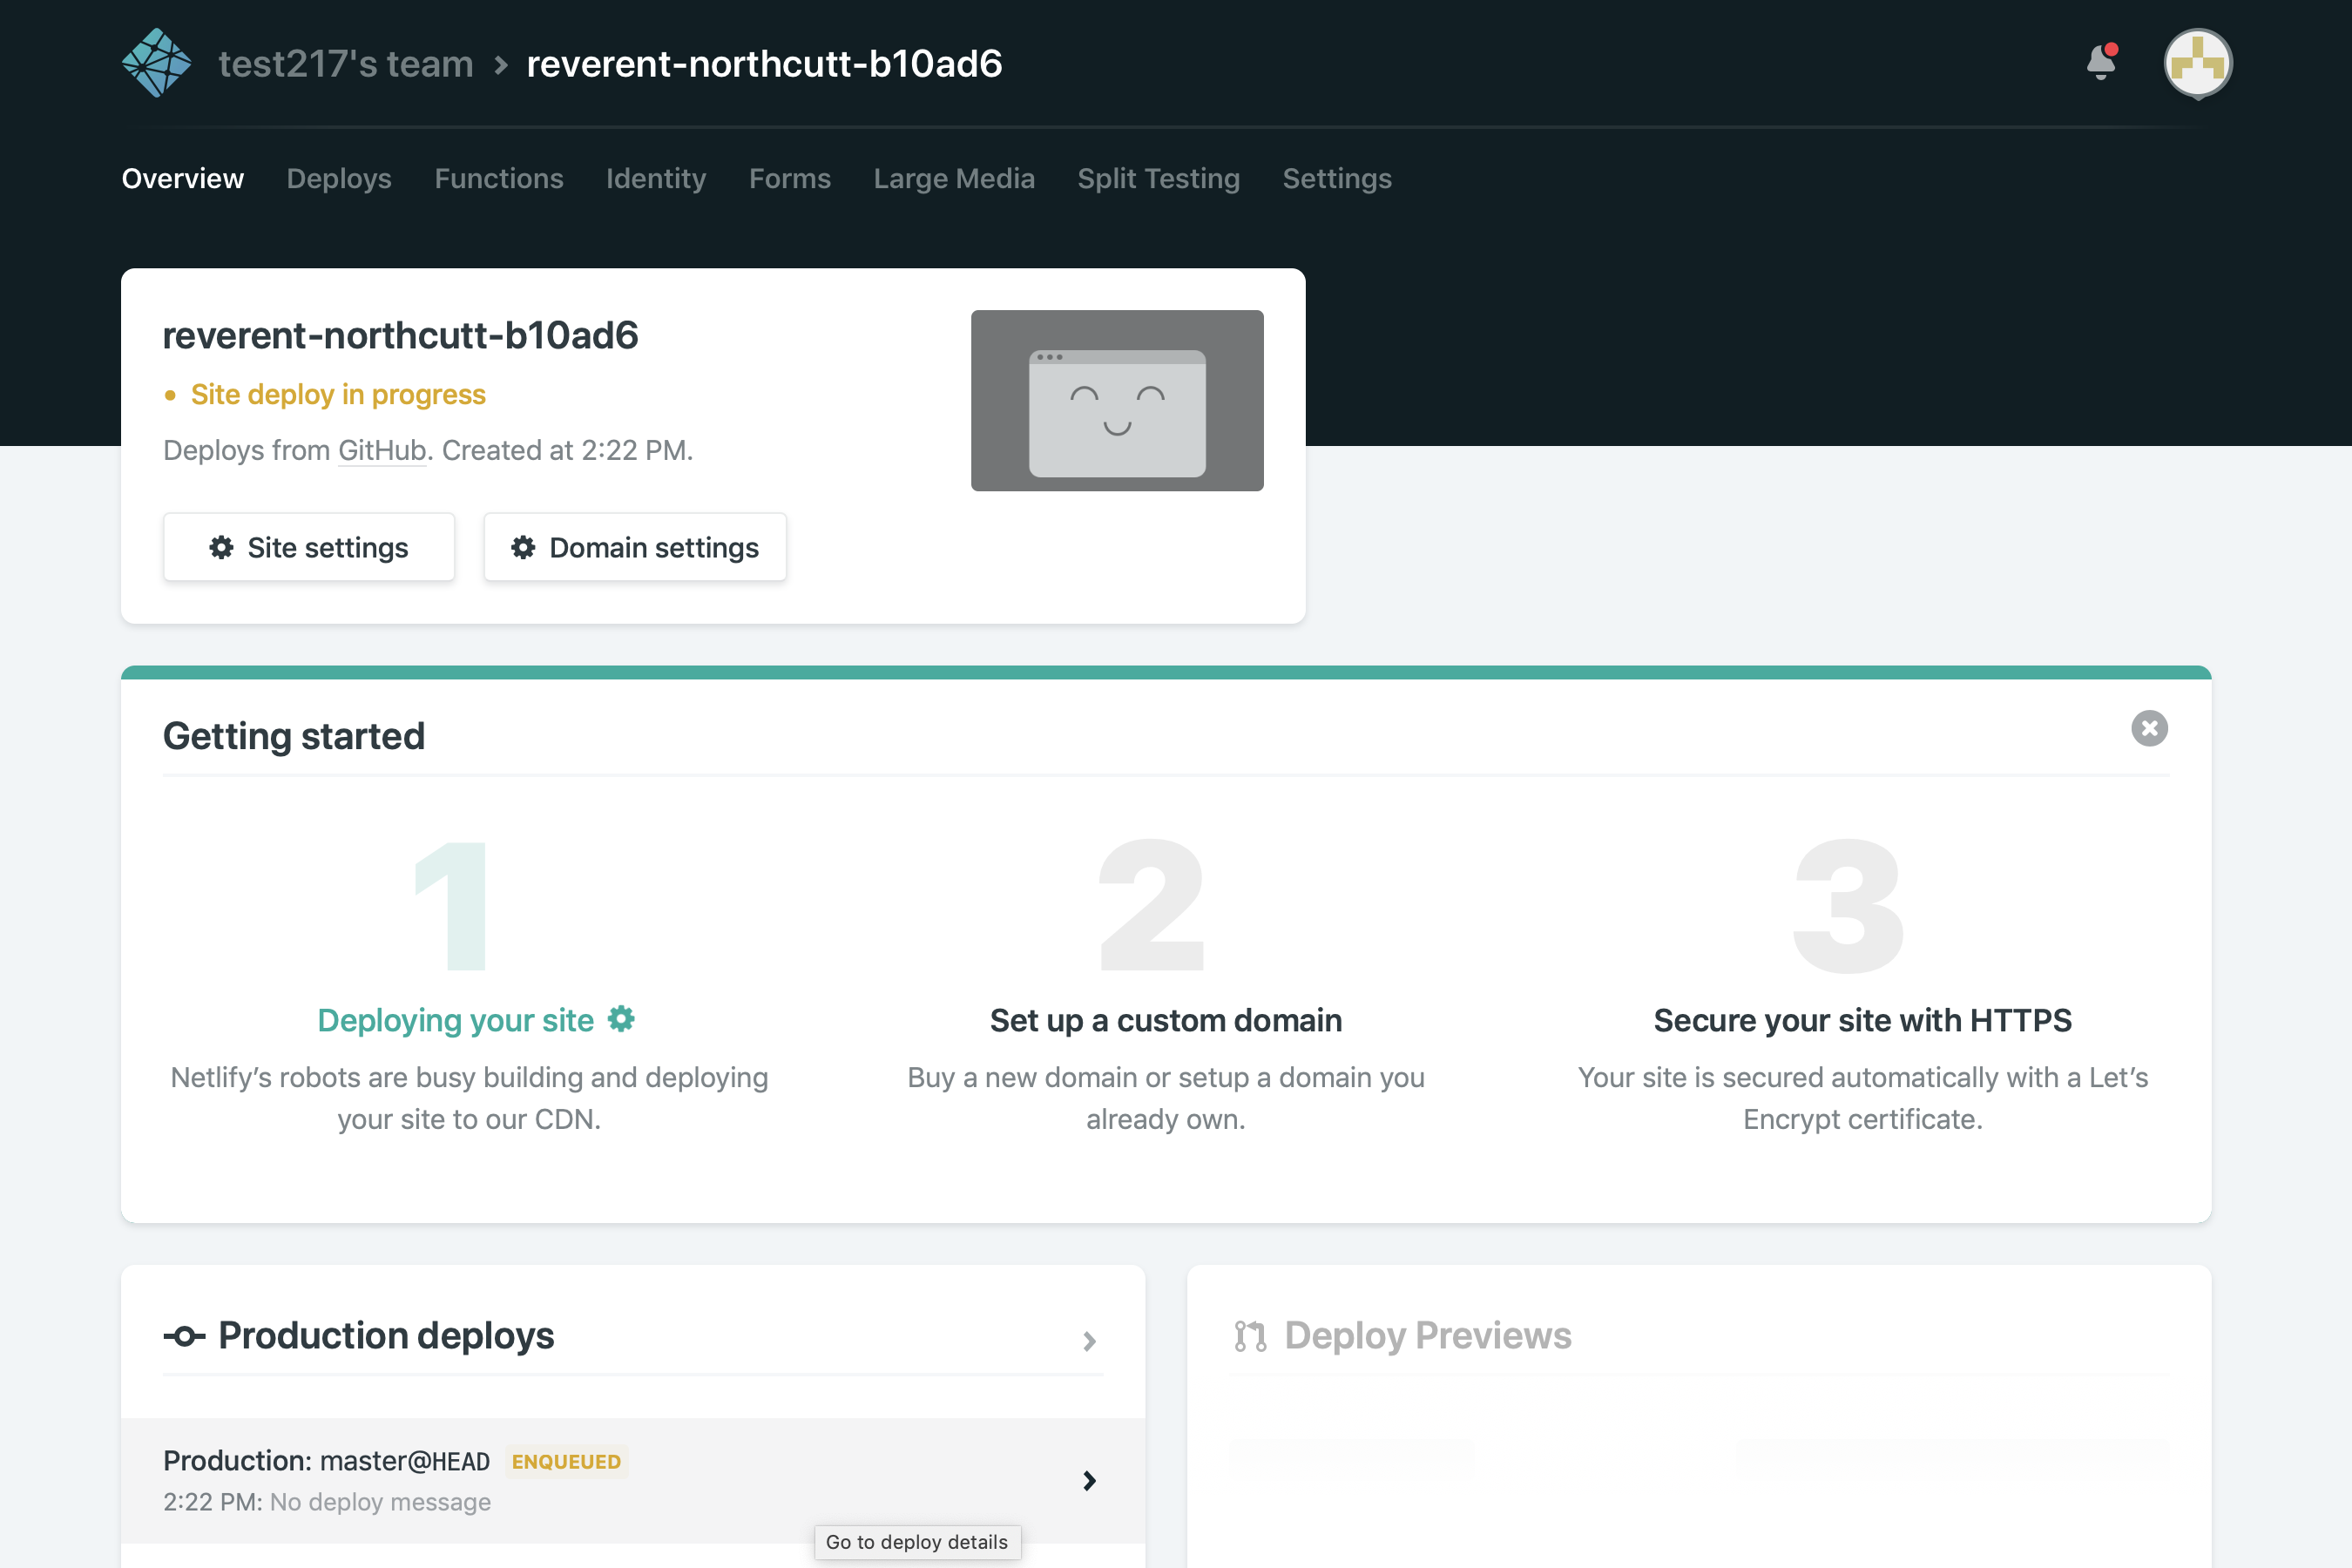 test217's team › reverent-northcutt-b10ad6
Overview Deploys Functions Identity Forms Large Media Split Testing Settings
reverent-northcutt-b10ad6
Site deploy in progress
Deploys from GitHub. Created at 2:22 PM.
Site settings Domain settings
Getting started
1
Deploying your site
Netlify’s robots are busy building and deploying
your site to our CDN.
2
Set up a custom domain
Buy a new domain or setup a domain you
already own.
3
Secure your site with HTTPS
Your site is secured automatically with a Let’s
Encrypt certificate.
Production deploys
Production: master@HEAD ENQUEUED
2:22 PM: No deploy message
Go to deploy details
Deploy Previews